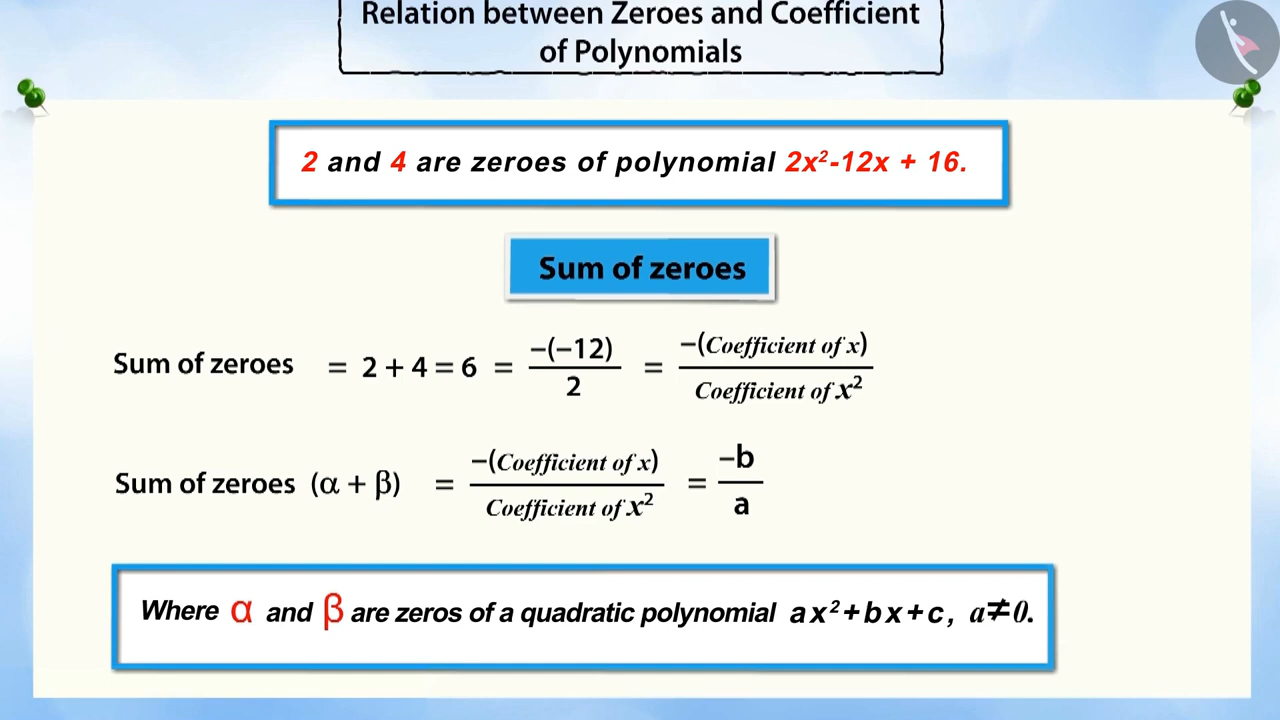 Relation between Zeroes and Coefficient
of Polynomials
2 and 4 are zeroes of polynomial 2x²-12x + 16.
Sum of zeroes
Sum of zeroes = 2 + 4 = 6 = −(−12)/2 = −(Coefficient of x)/Coefficient of x²
Sum of zeroes (α + β) = −(Coefficient of x)/Coefficient of x² = −b/a
Where α and β are zeros of a quadratic polynomial ax²+bx+c, a≠0.